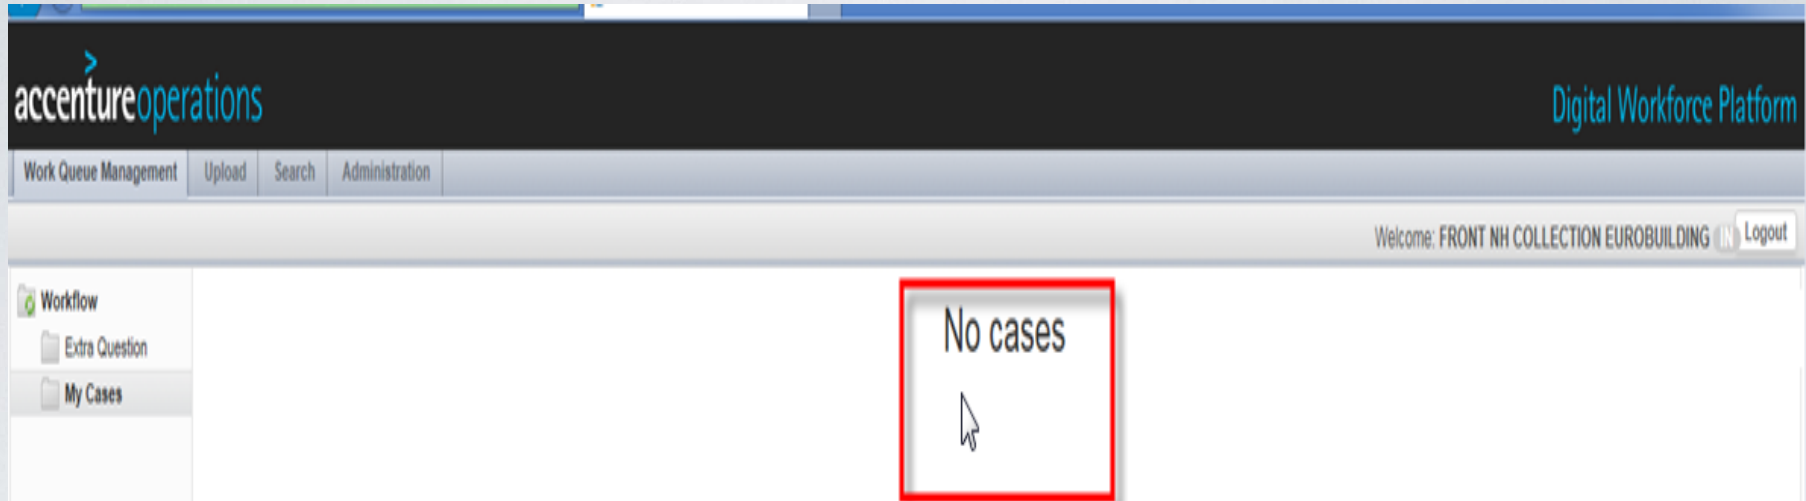 accentureoperations
Digital Workforce Platform
Work Queue Management Upload Search Administration
Welcome: FRONT NH COLLECTION EUROBUILDING IN Logout
Workflow
Extra Question
My Cases
No cases